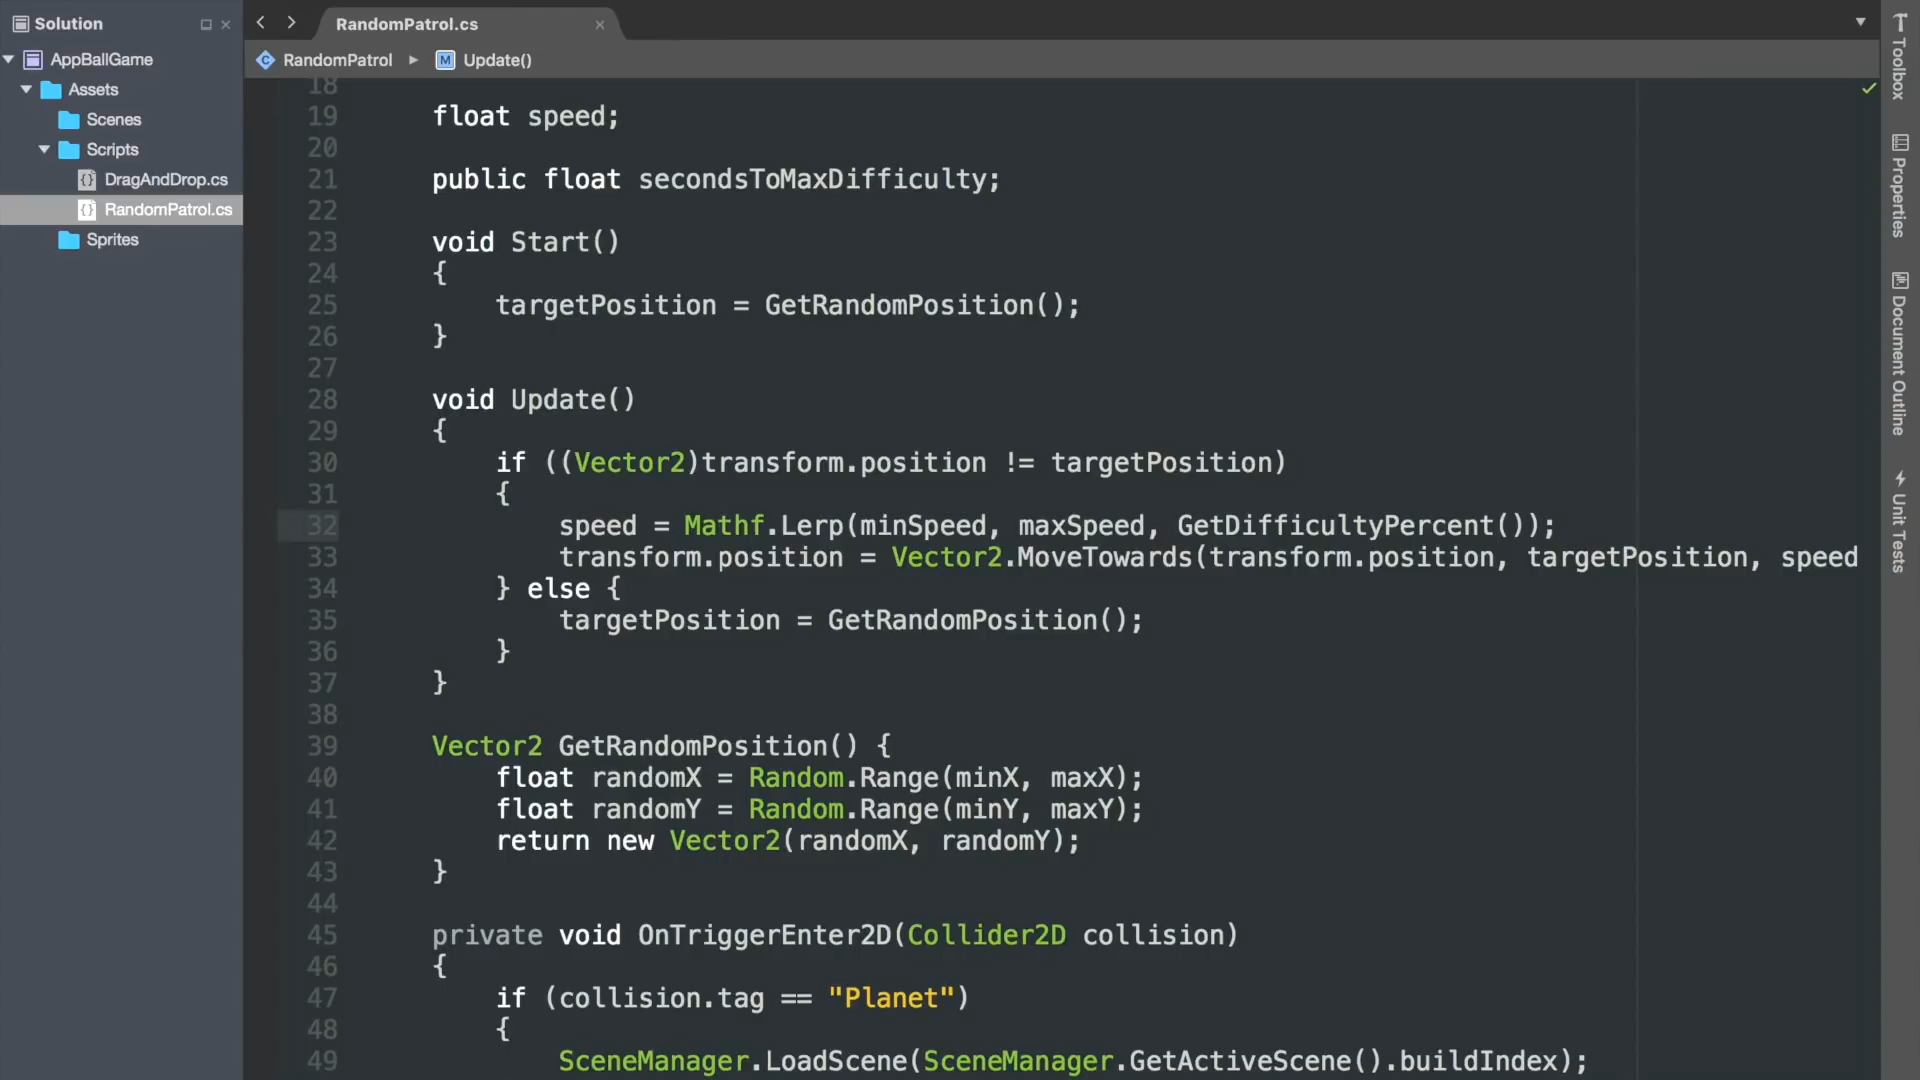 Solution
RandomPatrol.cs
RandomPatrol
M
Update()
AppBallGame
Assets
Scenes
Scripts
DragAndDrop.cs
RandomPatrol.cs
Sprites
18
19 float speed;
20
21 public float secondsToMaxDifficulty;
22
23 void Start()
24 {
25 targetPosition = GetRandomPosition();
26 }
27
28 void Update()
29 {
30 if ((Vector2)transform.position != targetPosition)
31 {
32 speed = Mathf.Lerp(minSpeed, maxSpeed, GetDifficultyPercent());
33 transform.position = Vector2.MoveTowards(transform.position, targetPosition, speed
34 } else {
35 targetPosition = GetRandomPosition();
36 }
37 }
38
39 Vector2 GetRandomPosition() {
40 float randomX = Random.Range(minX, maxX);
41 float randomY = Random.Range(minY, maxY);
42 return new Vector2(randomX, randomY);
43 }
44
45 private void OnTriggerEnter2D(Collider2D collision)
46 {
47 if (collision.tag == "Planet")
48 {
49 SceneManager.LoadScene(SceneManager.GetActiveScene().buildIndex);
Toolbox
Properties
Document Outline
Unit Tests